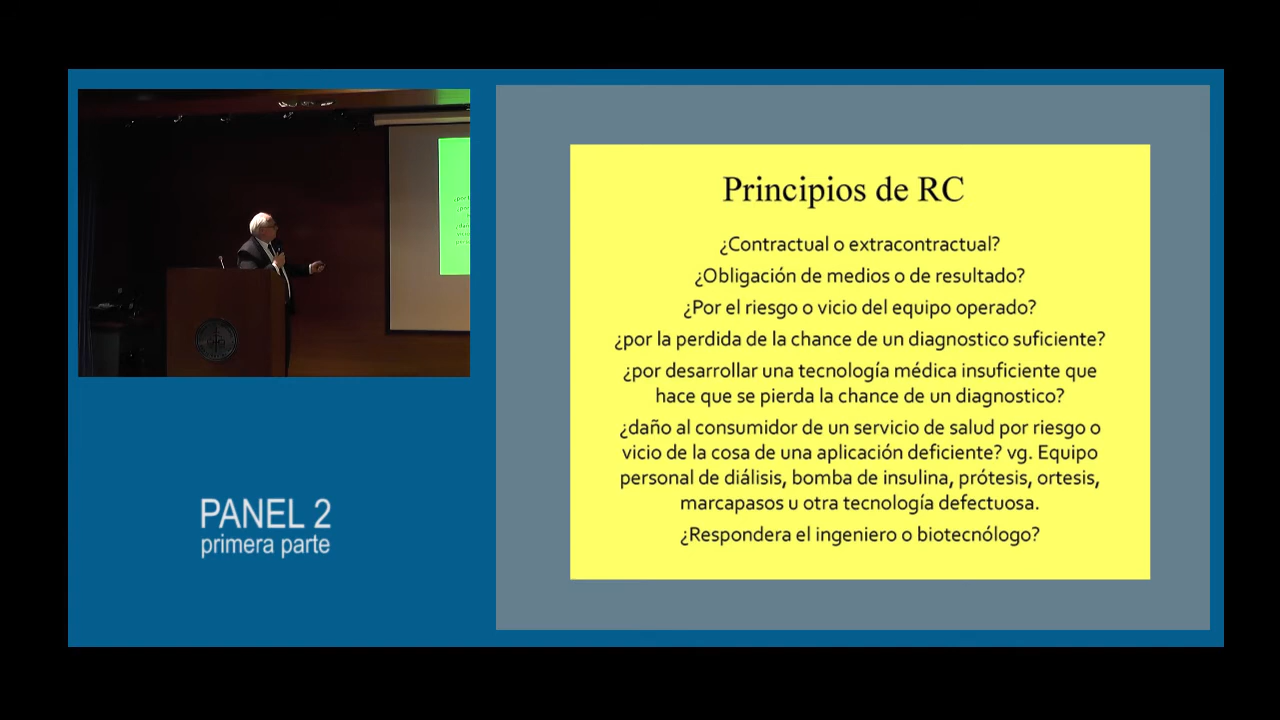 Principios de RC
¿Contractual o extracontractual?
¿Obligación de medios o de resultado?
¿Por el riesgo o vicio del equipo operado?
¿por la perdida de la chance de un diagnostico suficiente?
¿por desarrollar una tecnología médica insuficiente que
hace que se pierda la chance de un diagnostico?
¿daño al consumidor de un servicio de salud por riesgo o
vicio de la cosa de una aplicación deficiente? vg. Equipo
personal de diálisis, bomba de insulina, prótesis, ortesis,
marcapasos u otra tecnología defectuosa.
¿Respondera el ingeniero o biotecnólogo?
PANEL 2
primera parte